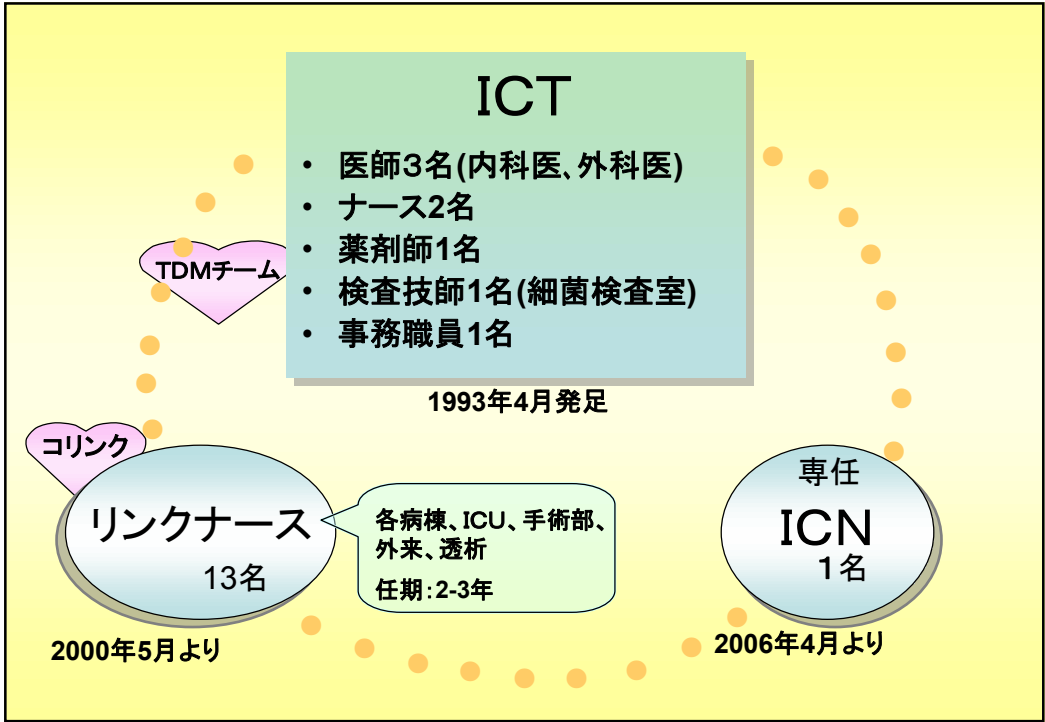 ICT
• 医師３名(内科医、外科医)
• ナース2名
• 薬剤師1名
• 検査技師1名(細菌検査室)
• 事務職員1名
1993年4月発足
TDMチーム
コリンク
リンクナース
13名
2000年5月より
各病棟、ICU、手術部、
外来、透析
任期：2-3年
専任
ICN
１名
2006年4月より